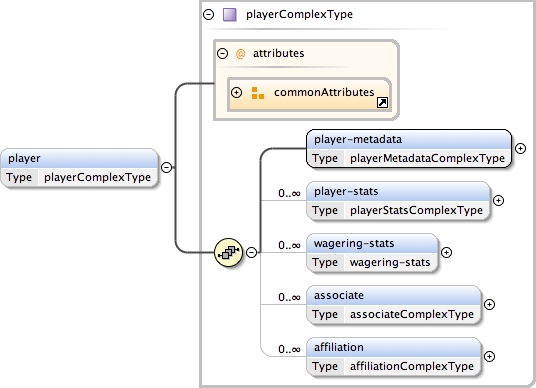 playerComplexType
@ attributes
commonAttributes
player
Type playerComplexType
player-metadata
Type playerMetadataComplexType
0..∞
player-stats
Type playerStatsComplexType
0..∞
wagering-stats
Type wagering-stats
0..∞
associate
Type associateComplexType
0..∞
affiliation
Type affiliationComplexType